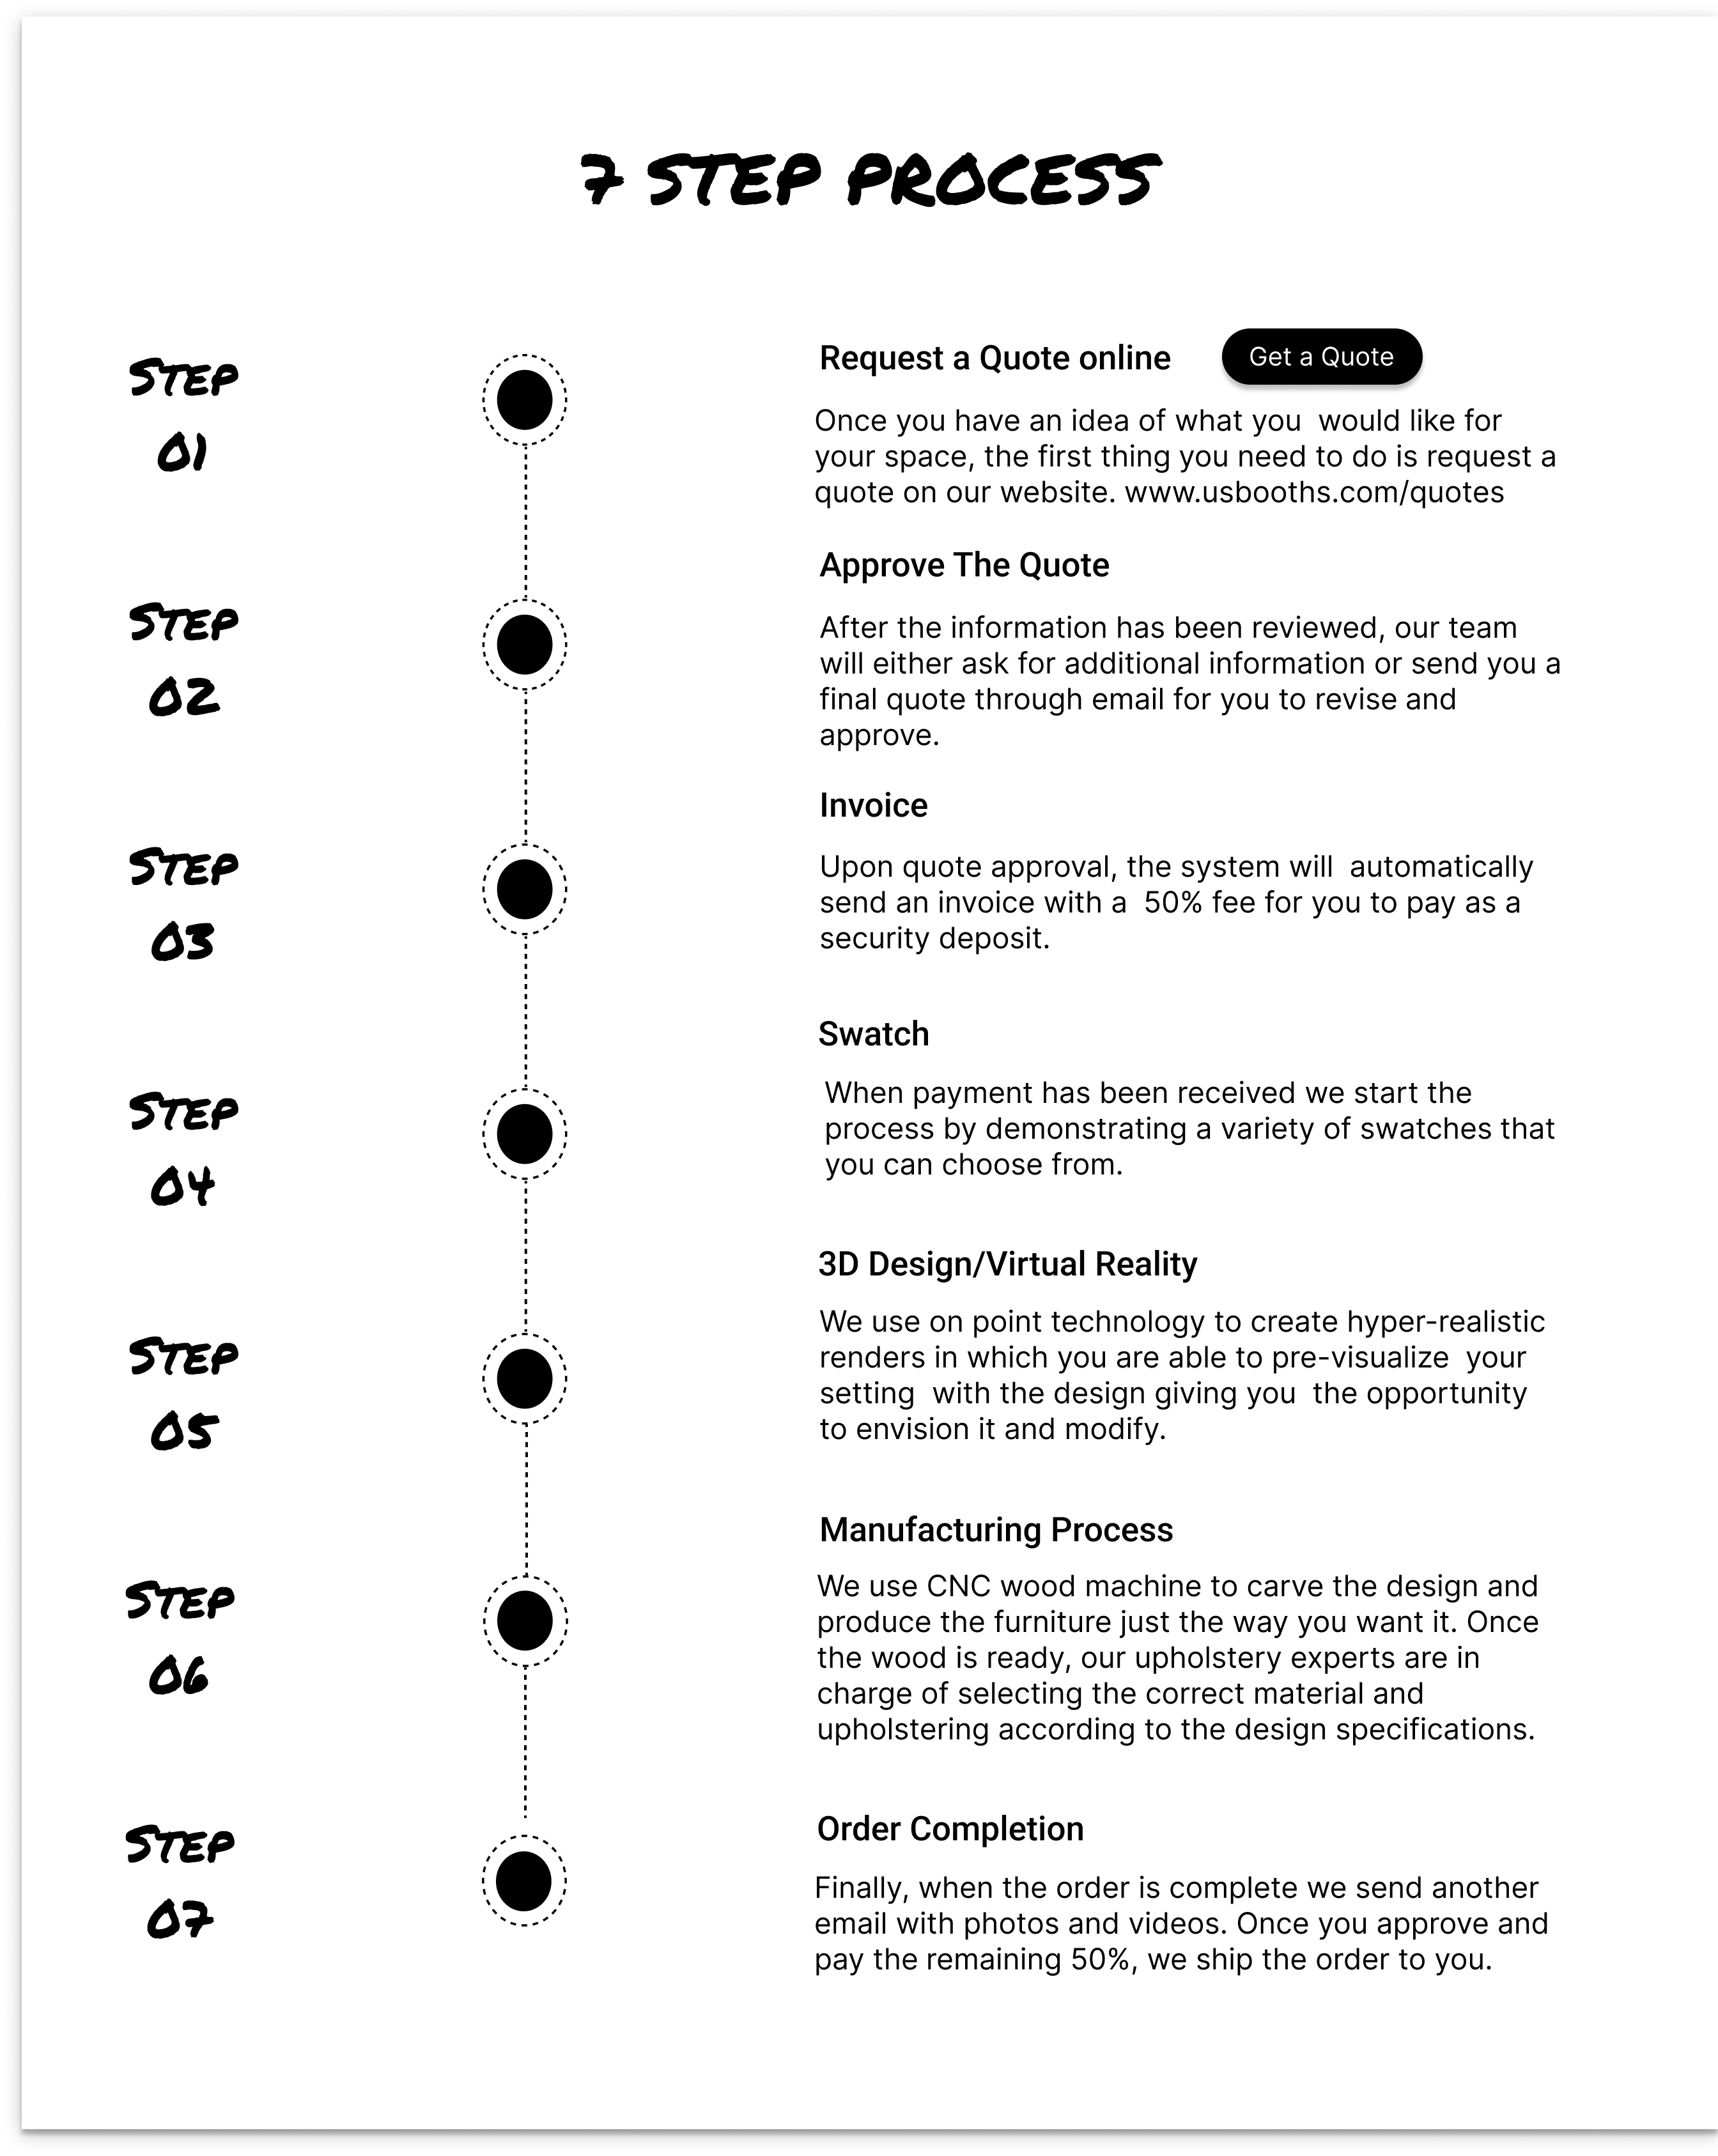 7 STEP PROCESS
STEP
01
Request a Quote online
Get a Quote
Once you have an idea of what you  would like for
your space, the first thing you need to do is request a
quote on our website. www.usbooths.com/quotes
STEP
02
Approve The Quote
After the information has been reviewed, our team
will either ask for additional information or send you a
final quote through email for you to revise and
approve.
STEP
03
Invoice
Upon quote approval, the system will  automatically
send an invoice with a  50% fee for you to pay as a
security deposit.
STEP
04
Swatch
When payment has been received we start the
process by demonstrating a variety of swatches that
you can choose from.
STEP
05
3D Design/Virtual Reality
We use on point technology to create hyper-realistic
renders in which you are able to pre-visualize  your
setting  with the design giving you  the opportunity
to envision it and modify.
STEP
06
Manufacturing Process
We use CNC wood machine to carve the design and
produce the furniture just the way you want it. Once
the wood is ready, our upholstery experts are in
charge of selecting the correct material and
upholstering according to the design specifications.
STEP
07
Order Completion
Finally, when the order is complete we send another
email with photos and videos. Once you approve and
pay the remaining 50%, we ship the order to you.